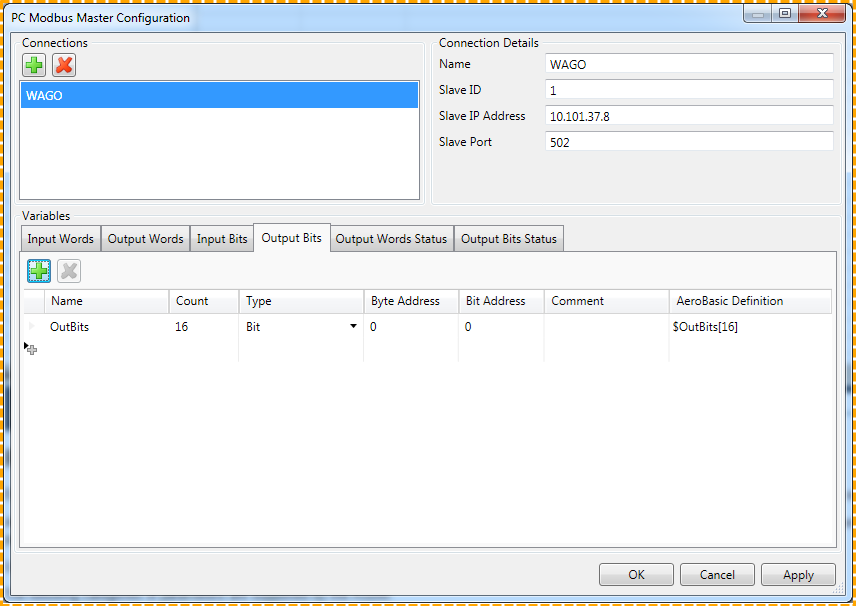 PC Modbus Master Configuration
Connections
WAGO
Connection Details
Name WAGO
Slave ID 1
Slave IP Address 10.101.37.8
Slave Port 502
Variables
Input Words Output Words Input Bits Output Bits Output Words Status Output Bits Status
Name Count Type Byte Address Bit Address Comment AeroBasic Definition
OutBits 16 Bit 0 0 $OutBits[16]
OK Cancel Apply